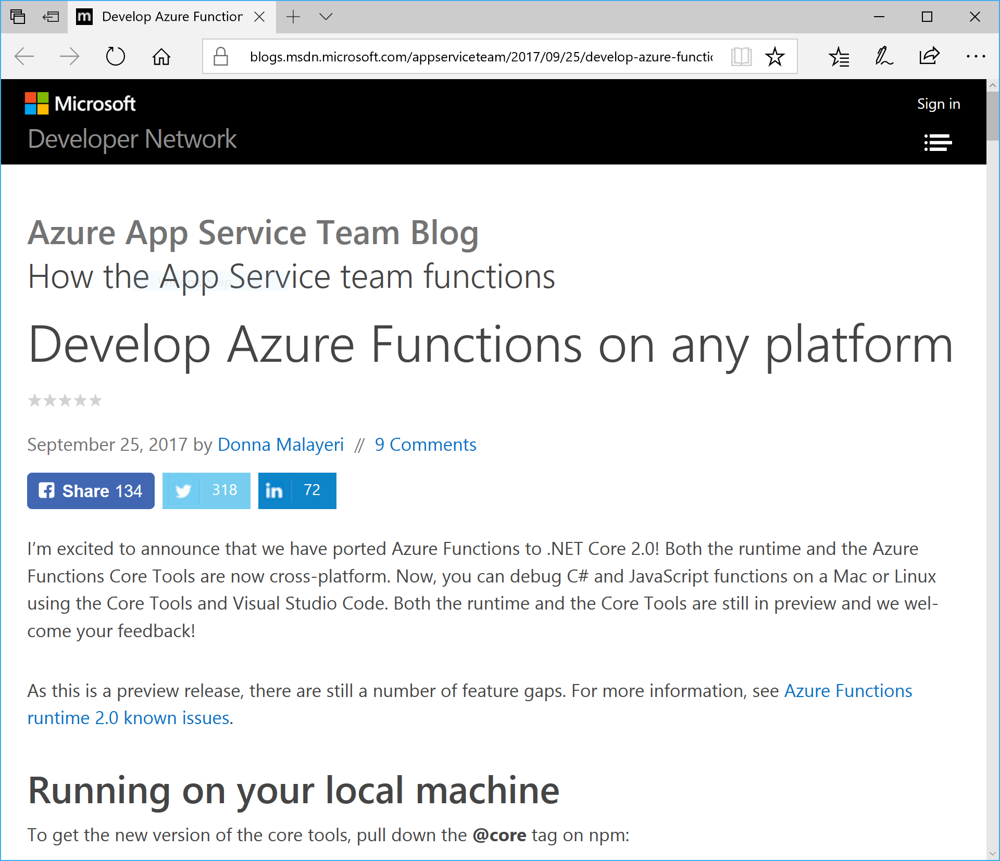 m Develop Azure Function
blogs.msdn.microsoft.com/appserviceteam/2017/09/25/develop-azure-functi
Microsoft
Sign in
Developer Network
Azure App Service Team Blog
How the App Service team functions
Window Snip
Develop Azure Functions on any platform
September 25, 2017 by Donna Malayeri // 9 Comments
Share 134
318
in 72
I’m excited to announce that we have ported Azure Functions to .NET Core 2.0! Both the runtime and the Azure
Functions Core Tools are now cross-platform. Now, you can debug C# and JavaScript functions on a Mac or Linux
using the Core Tools and Visual Studio Code. Both the runtime and the Core Tools are still in preview and we wel-
come your feedback!
As this is a preview release, there are still a number of feature gaps. For more information, see Azure Functions
runtime 2.0 known issues.
Running on your local machine
To get the new version of the core tools, pull down the @core tag on npm: